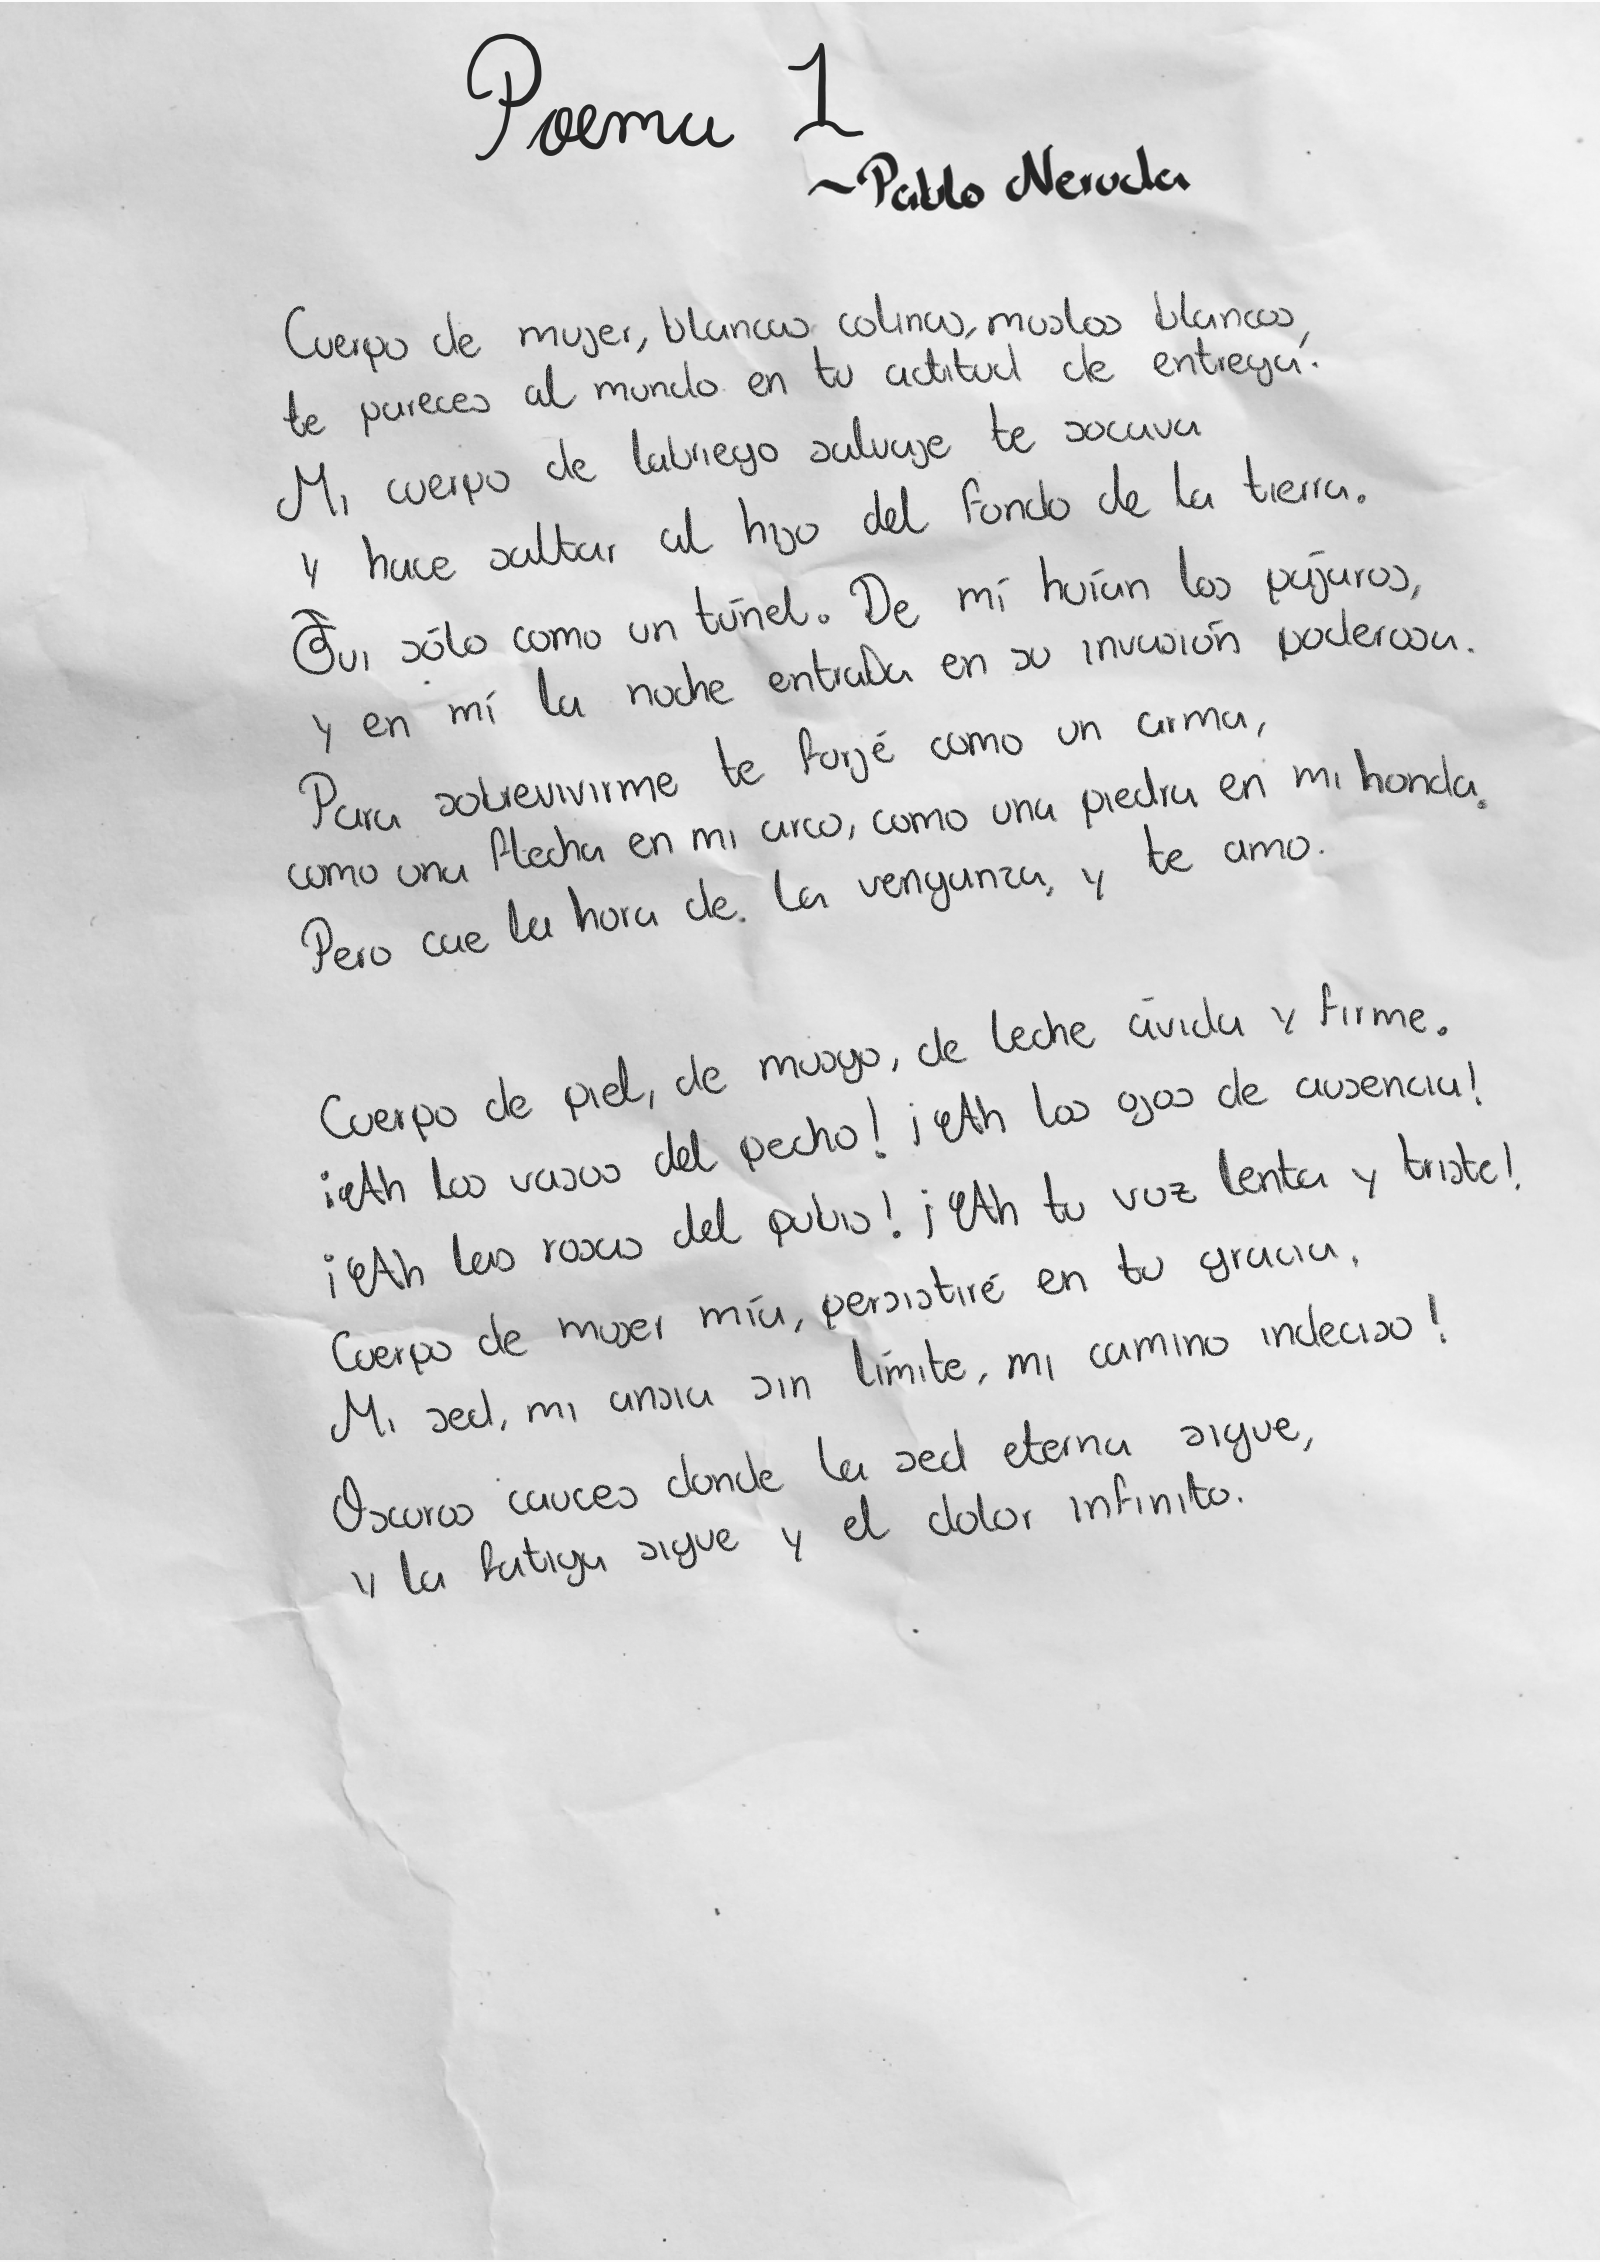 Poema 1
~Pablo Neruda
Cuerpo de mujer, blancas colinas, muslos blancos,
te pareces al mundo en tu actitud de entrega.
Mi cuerpo de labriego salvaje te socava
y hace saltar al hijo del fondo de la tierra.
Fui sólo como un túnel. De mí huían los pájaros,
y en mí la noche entraba en su invasión poderosa.
Para sobrevivirme te forjé como un arma,
como una flecha en mi arco, como una piedra en mi honda.
Pero cae la hora de la venganza, y te amo.
Cuerpo de piel, de musgo, de leche ávida y firme.
¡Ah los vasos del pecho! ¡Ah los ojos de ausencia!
¡Ah las rosas del pubis! ¡Ah tu voz lenta y triste!
Cuerpo de mujer mía, persistiré en tu gracia.
Mi sed, mi ansia sin límite, mi camino indeciso!
Oscuros cauces donde la sed eterna sigue,
y la fatiga sigue y el dolor infinito.